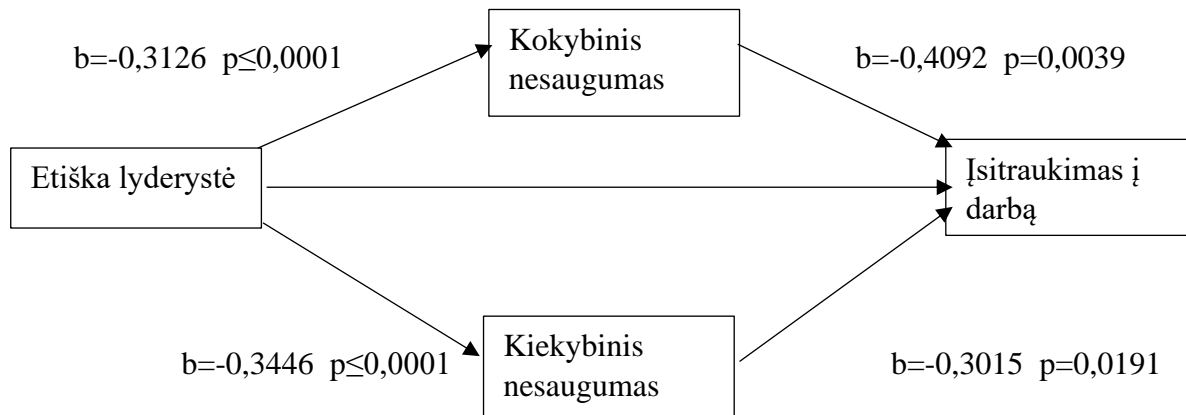 b=-0,3126 p≤0,0001
Kokybinis
nesaugumas
b=-0,4092 p=0,0039
Etiška lyderystė
Įsitraukimas į
darbą
b=-0,3446 p≤0,0001
Kiekybinis
nesaugumas
b=-0,3015 p=0,0191